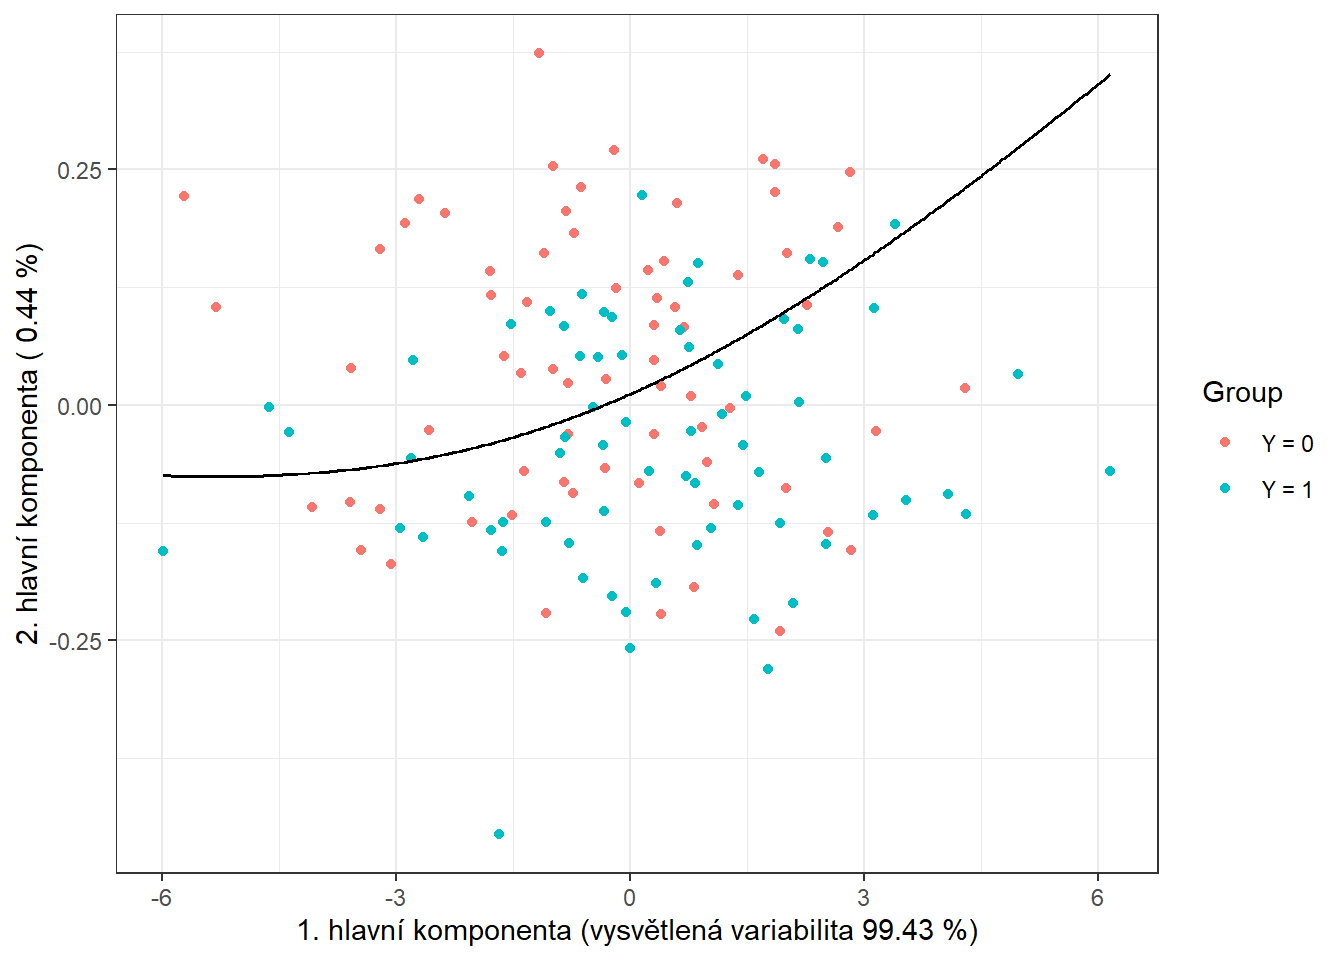 0.25
0.00
-0.25
2. hlavní komponenta ( 0.44 %)
-6
-3
0
3
6
1. hlavní komponenta (vysvětlená variabilita 99.43 %)
Group
Y = 0
Y = 1